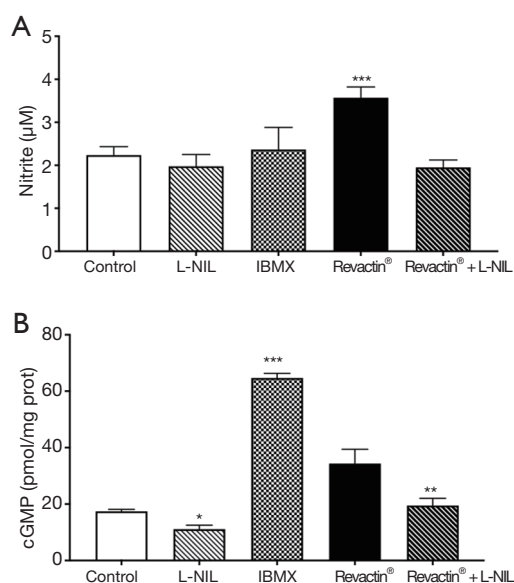 A
Nitrite (μM)
5
4
3
2
1
0
***
Control
L-NIL
IBMX
Revactin®
Revactin® + L-NIL
B
cGMP (pmol/mg prot)
80
60
40
20
0
*
***
**
Control
L-NIL
IBMX
Revactin®
Revactin® + L-NIL